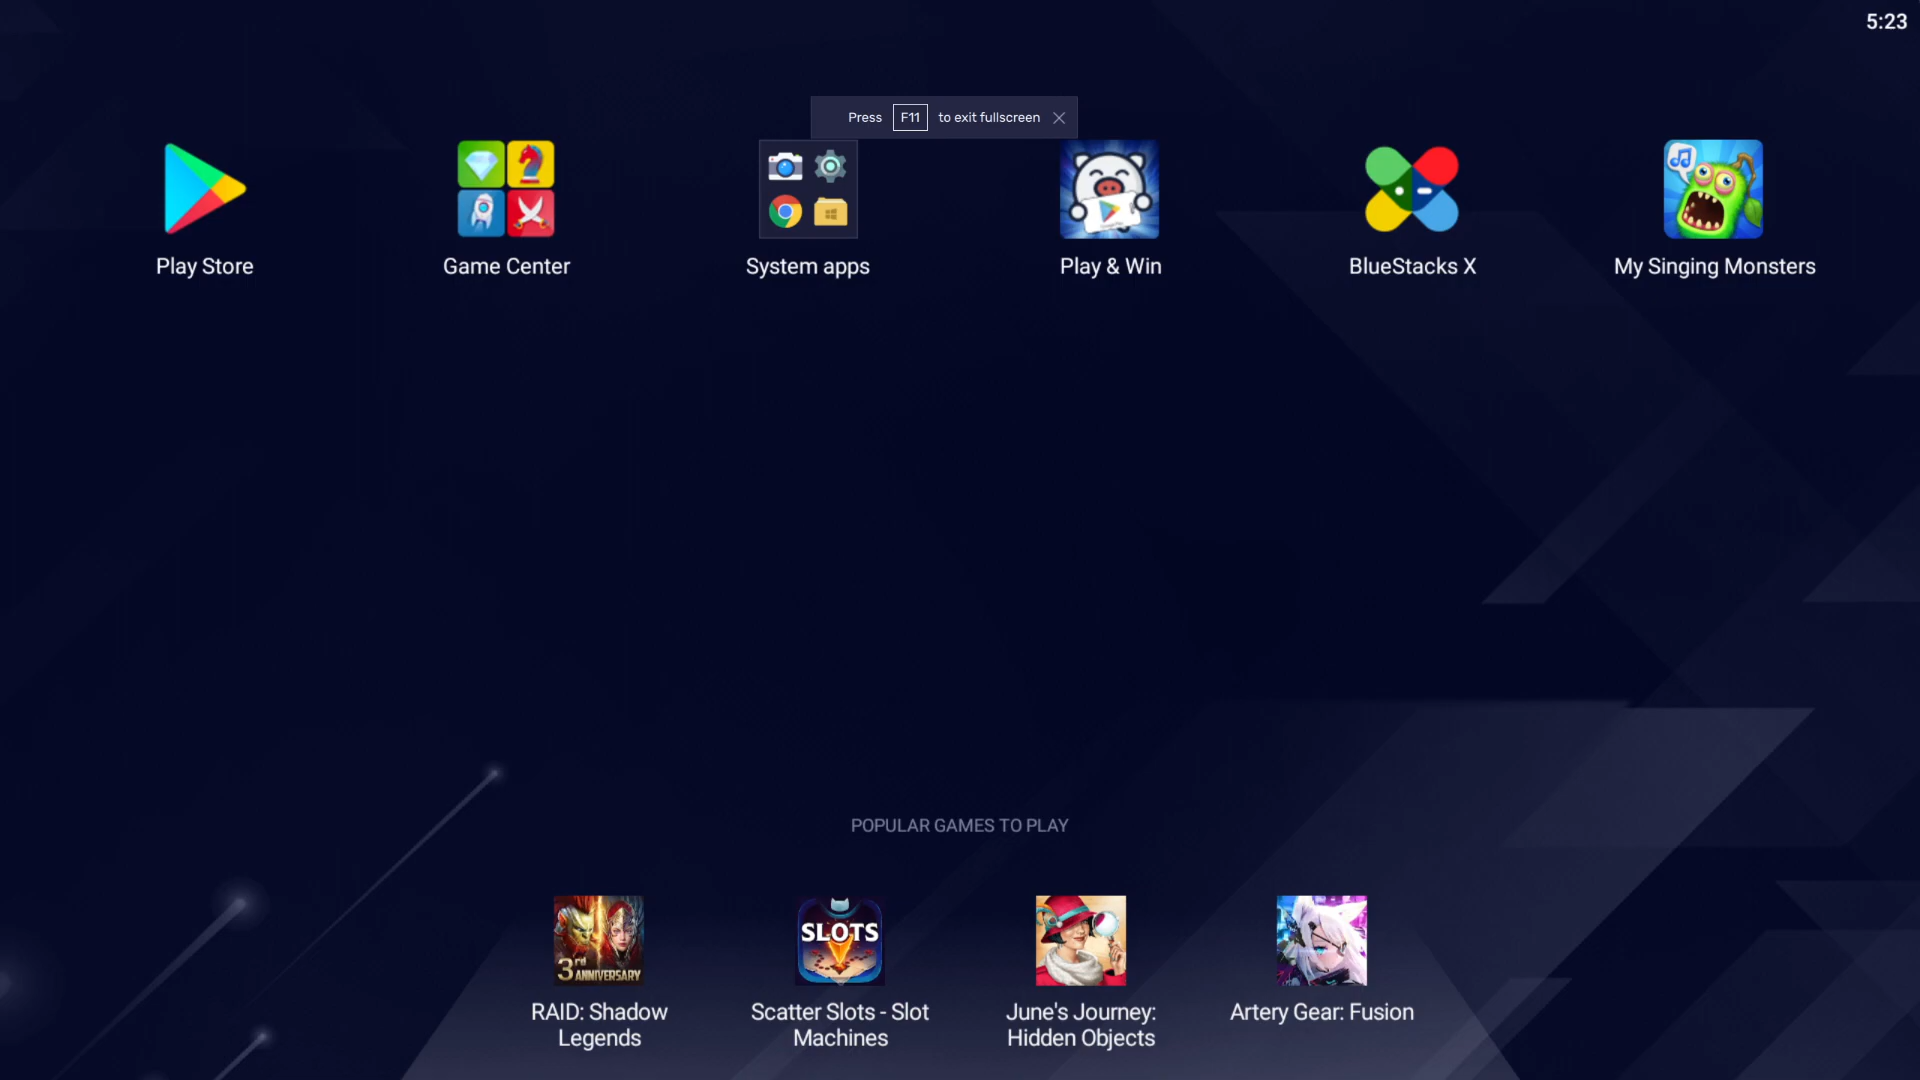 5:23
Press F11 to exit fullscreen
Play Store
Game Center
System apps
Play & Win
BlueStacks X
My Singing Monsters
POPULAR GAMES TO PLAY
3rd ANNIVERSARY
SLOTS
RAID: Shadow
Legends
Scatter Slots - Slot
Machines
June's Journey:
Hidden Objects
Artery Gear: Fusion